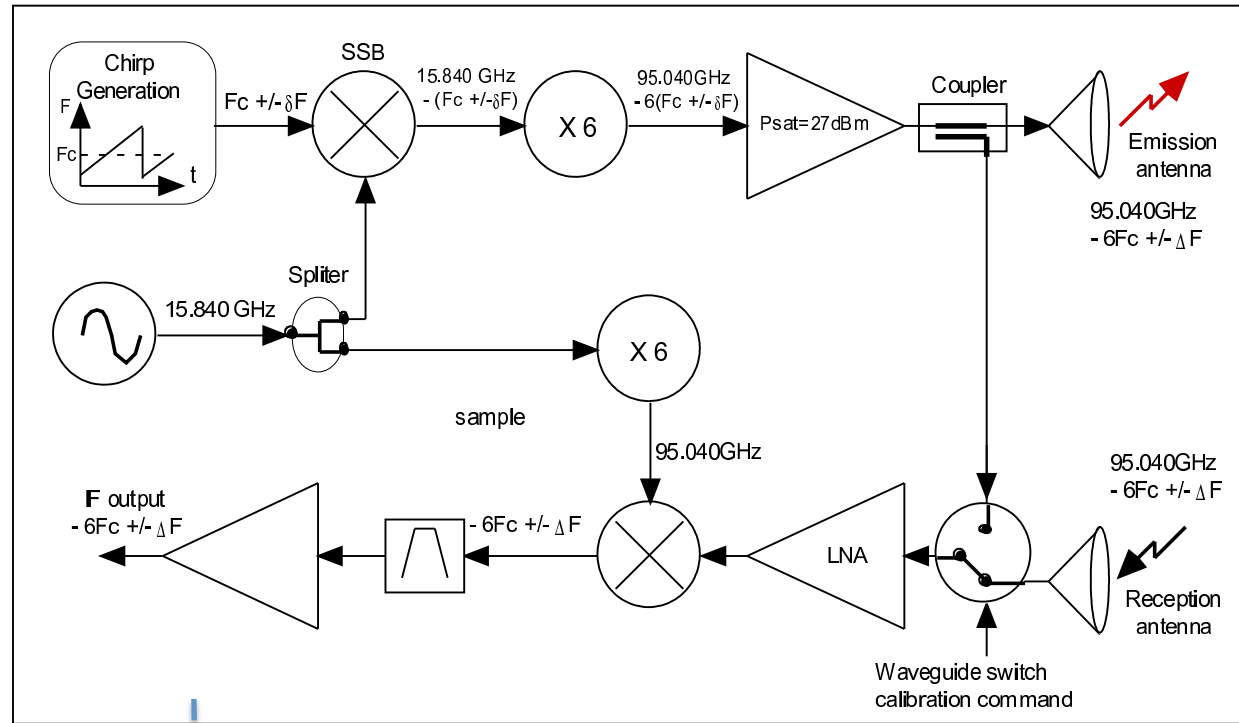 Chirp
Generation
F
Fc
t
Fc +/- δF
SSB
15.840 GHz
- (Fc +/-δF)
X 6
95.040GHz
- 6(Fc +/-δF)
Psat=27dBm
Coupler
Emission
antenna
95.040GHz
- 6Fc +/- Δ F
15.840 GHz
Spliter
X 6
sample
95.040GHz
IF output
- 6Fc +/- Δ F
- 6Fc +/- Δ F
LNA
95.040GHz
- 6Fc +/- Δ F
Reception
antenna
Waveguide switch
calibration command